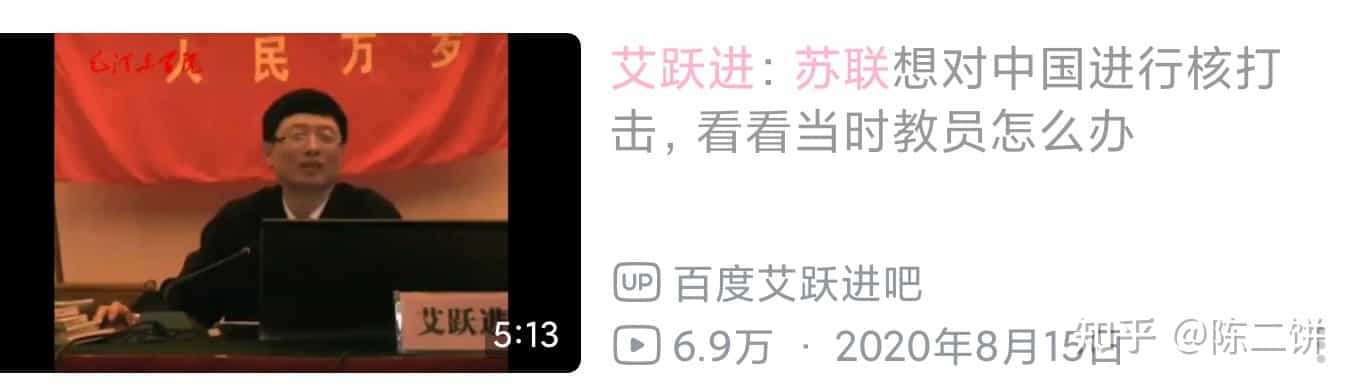 人民万岁
艾跃进
5:13
艾跃进：苏联想对中国进行核打
击，看看当时教员怎么办
UP 百度艾跃进吧
6.9万 · 2020年8月15日
知乎 @陈二饼